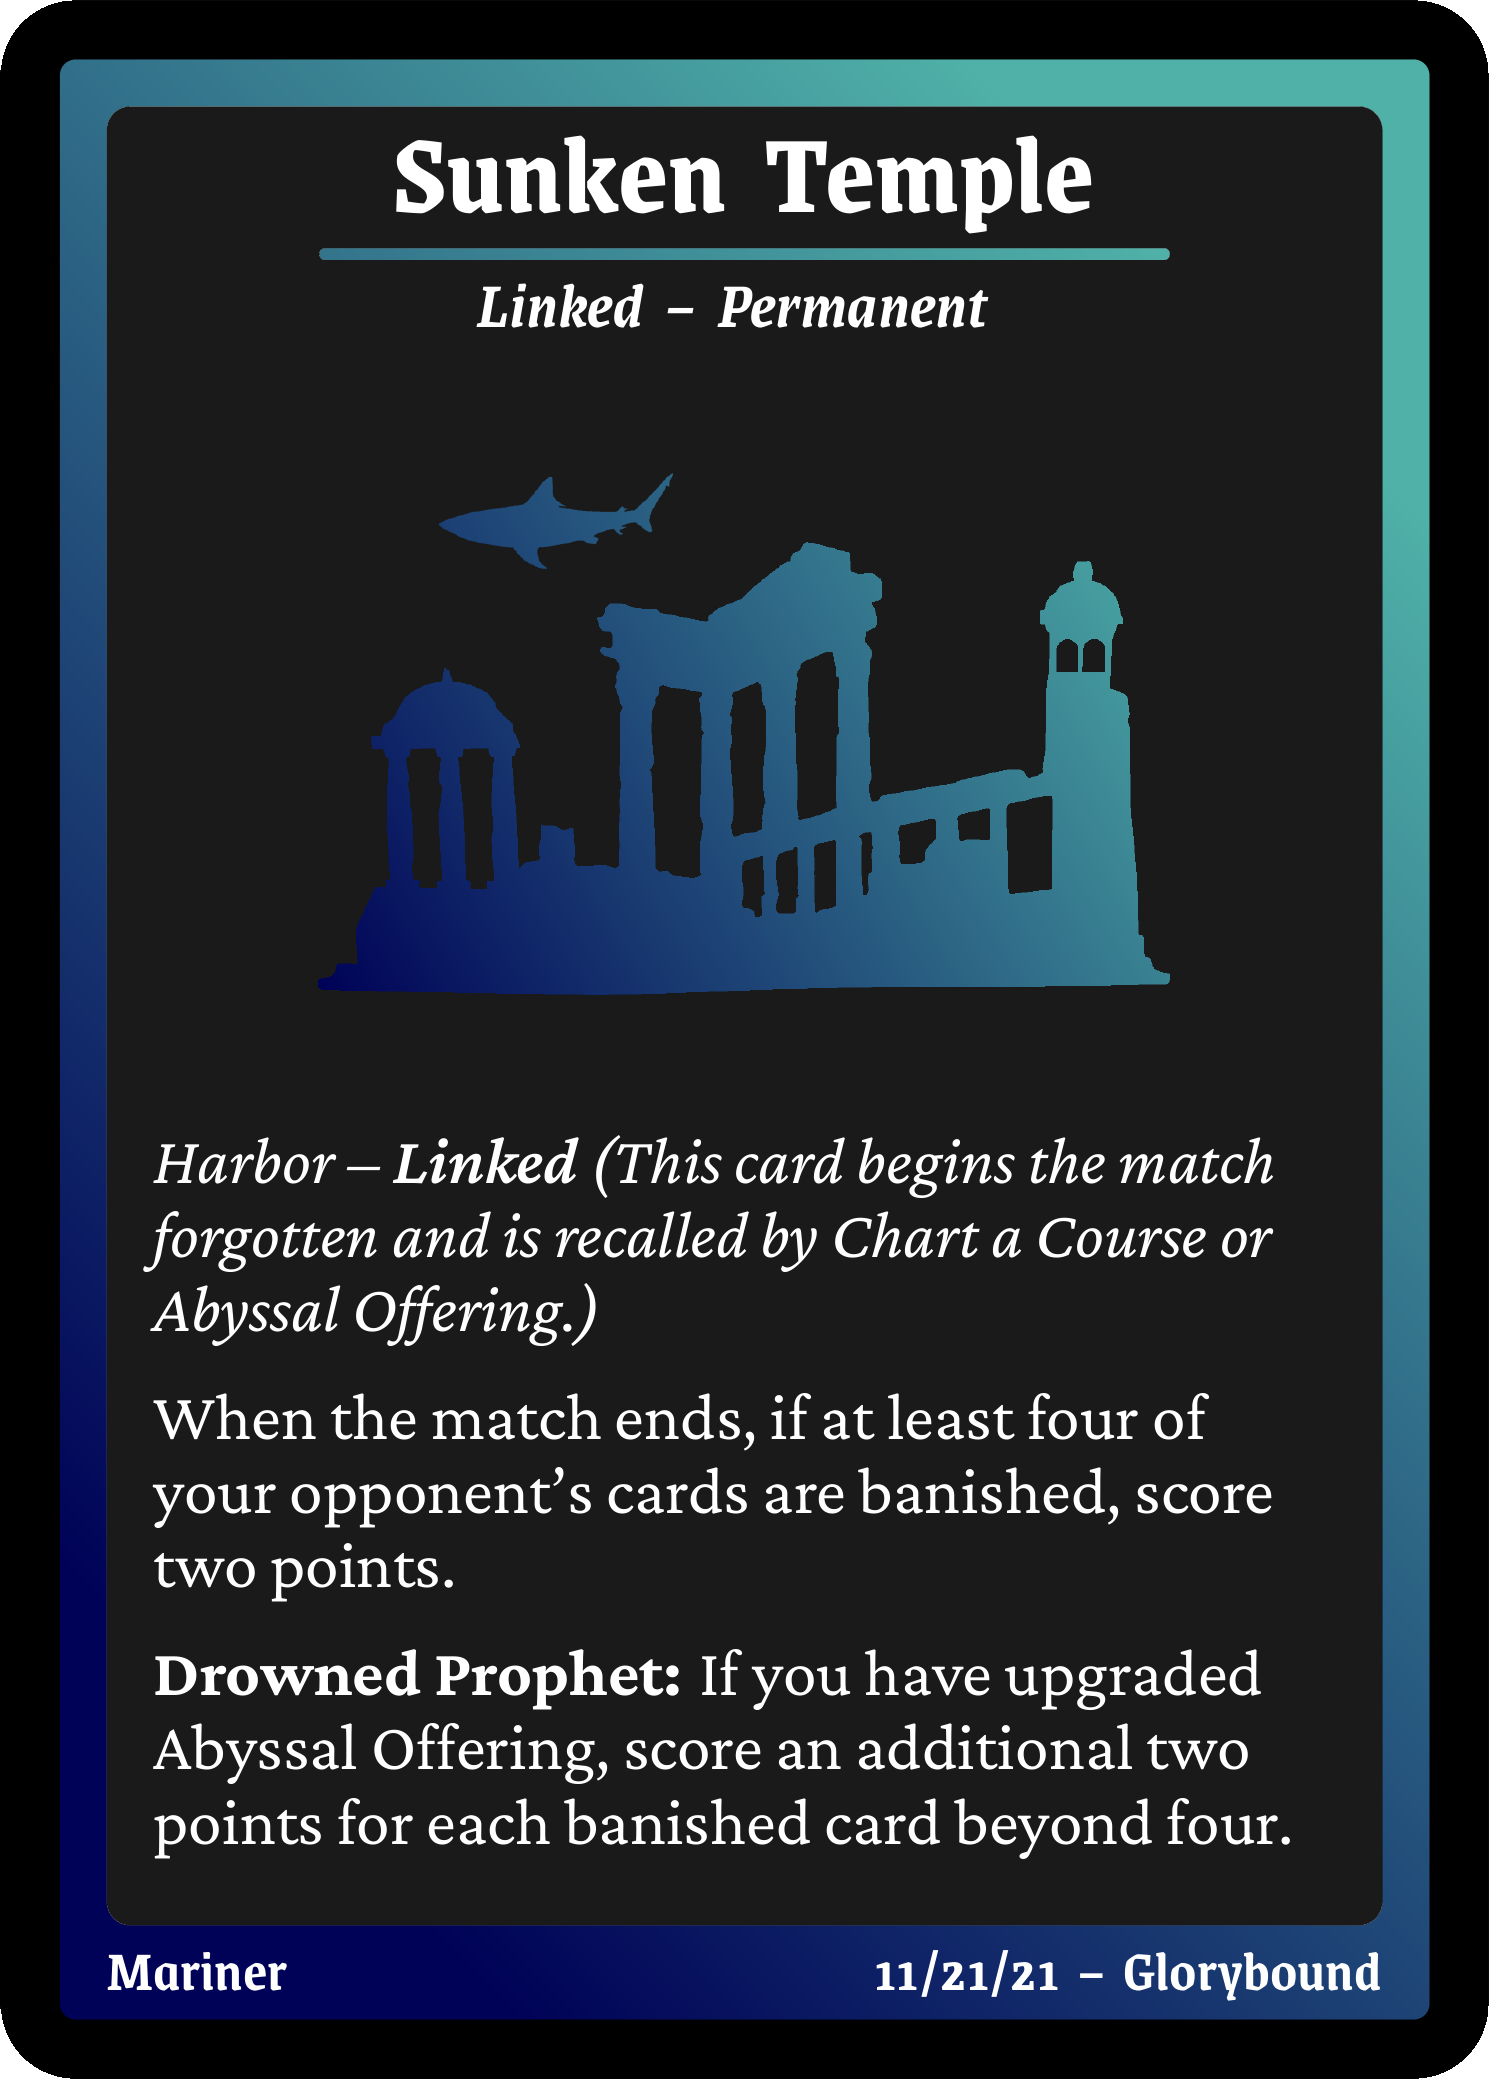 Sunken Temple
Linked – Permanent
Harbor – Linked (This card begins the match
forgotten and is recalled by Chart a Course or
Abyssal Offering.)
When the match ends, if at least four of
your opponent’s cards are banished, score
two points.
Drowned Prophet: If you have upgraded
Abyssal Offering, score an additional two
points for each banished card beyond four.
Mariner
11/21/21 – Glorybound